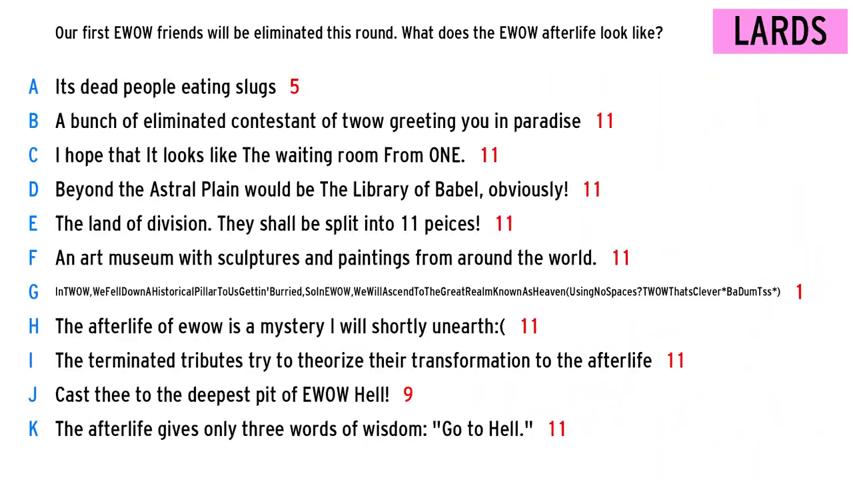 Our first EWOW friends will be eliminated this round. What does the EWOW afterlife look like?
LARDS
A Its dead people eating slugs 5
B A bunch of eliminated contestant of twow greeting you in paradise 11
C I hope that It looks like The waiting room From ONE. 11
D Beyond the Astral Plain would be The Library of Babel, obviously! 11
E The land of division. They shall be split into 11 peices! 11
F An art museum with sculptures and paintings from around the world. 11
G InTWOW,WeFellDownAHistoricalPillarToUsGettin'Burried,SoInEWOW,WeWillAscendToTheGreatRealmKnownAsHeaven(UsingNoSpaces?TWOWThatsClever*BaDumTss*) 1
H The afterlife of ewow is a mystery I will shortly unearth:( 11
I The terminated tributes try to theorize their transformation to the afterlife 11
J Cast thee to the deepest pit of EWOW Hell! 9
K The afterlife gives only three words of wisdom: "Go to Hell." 11